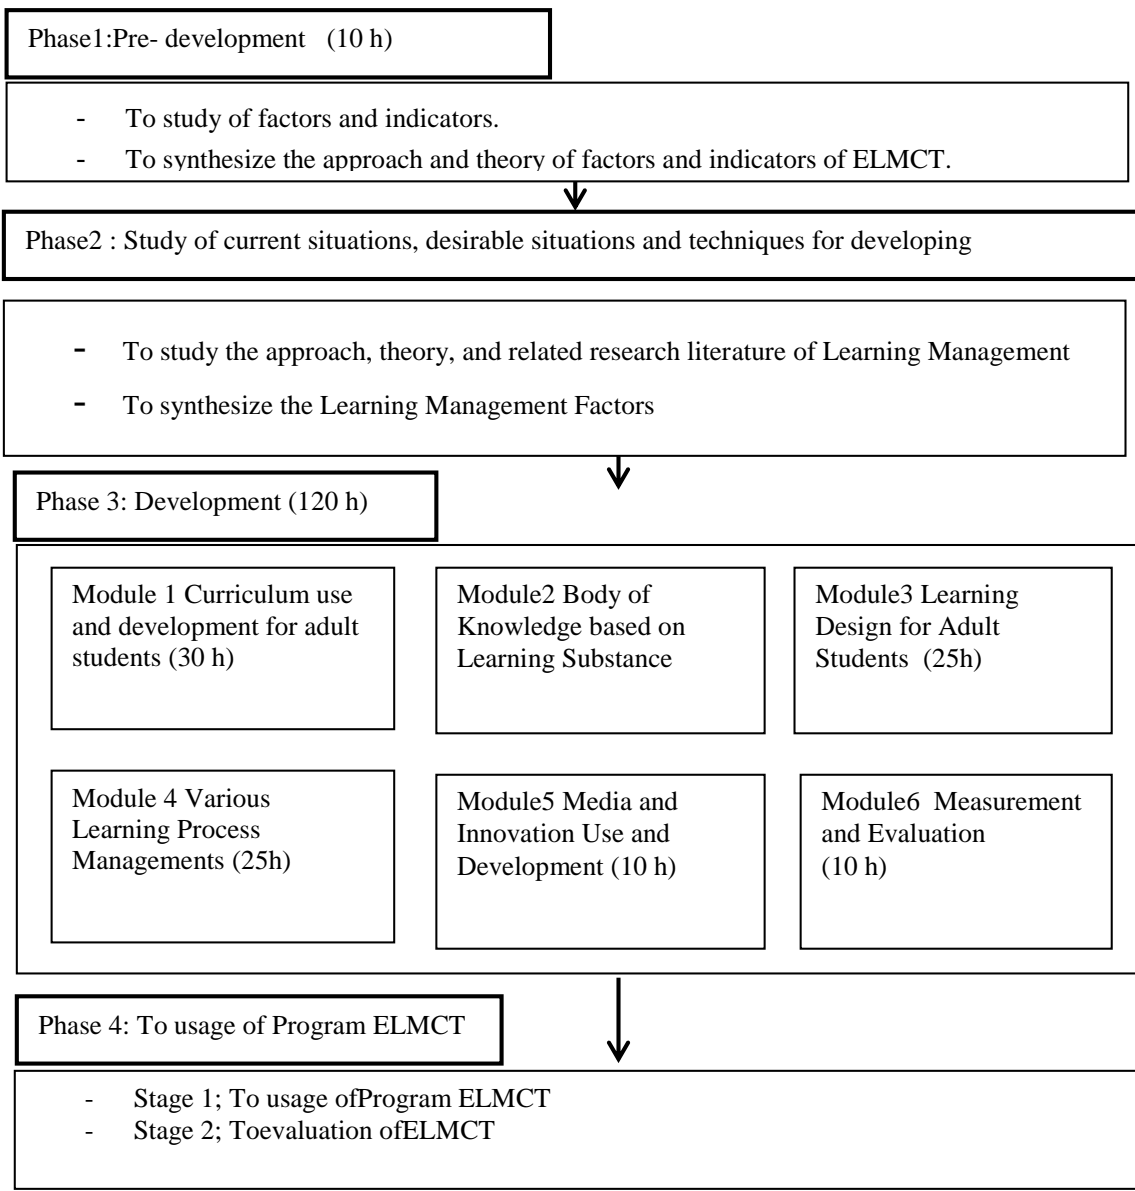 Phase1:Pre- development (10 h)
- To study of factors and indicators.
- To synthesize the approach and theory of factors and indicators of ELMCT.
Phase2 : Study of current situations, desirable situations and techniques for developing
- To study the approach, theory, and related research literature of Learning Management
- To synthesize the Learning Management Factors
Phase 3: Development (120 h)
Module 1 Curriculum use
and development for adult
students (30 h)
Module2 Body of
Knowledge based on
Learning Substance
Module3 Learning
Design for Adult
Students (25h)
Module 4 Various
Learning Process
Managements (25h)
Module5 Media and
Innovation Use and
Development (10 h)
Module6 Measurement
and Evaluation
(10 h)
Phase 4: To usage of Program ELMCT
- Stage 1; To usage ofProgram ELMCT
- Stage 2; Toevaluation ofELMCT